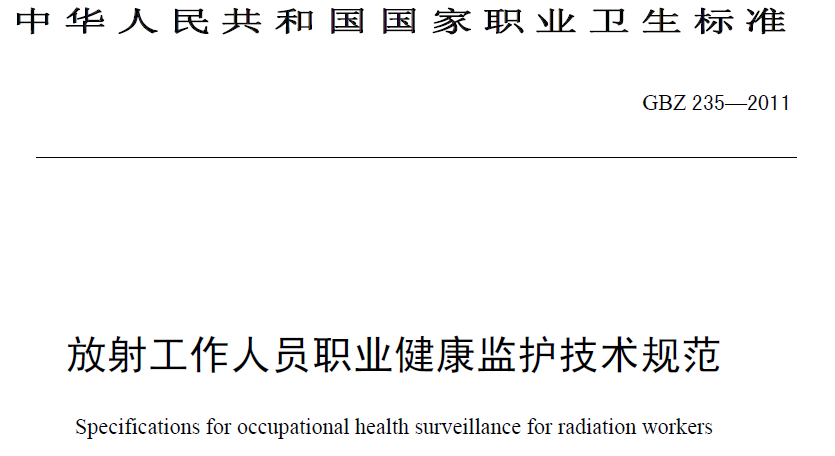 中华人民共和国国家职业卫生标准
GBZ 235—2011
放射工作人员职业健康监护技术规范
Specifications for occupational health surveillance for radiation workers